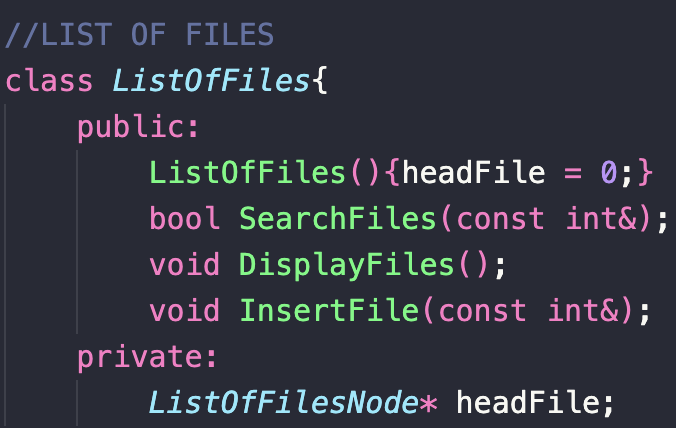 //LIST OF FILES
class ListOfFiles{
    public:
        ListOfFiles(){headFile = 0;}
        bool SearchFiles(const int&);
        void DisplayFiles();
        void InsertFile(const int&);
    private:
        ListOfFilesNode* headFile;